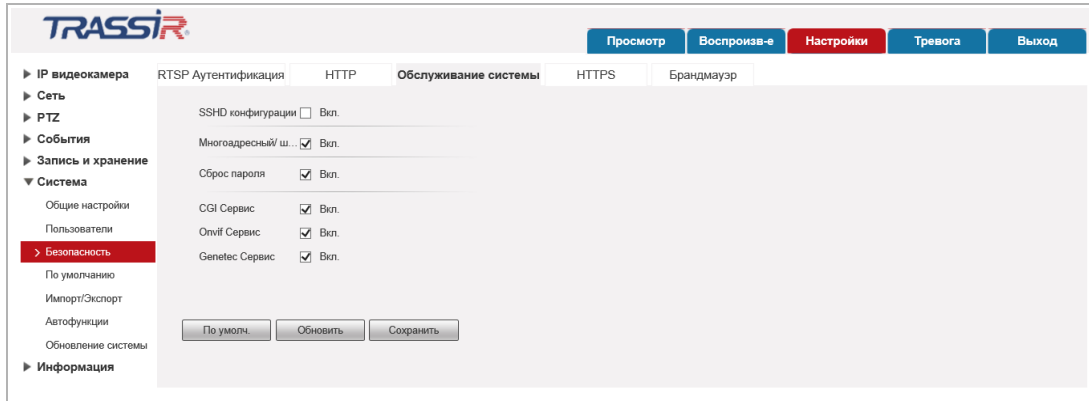 TRASSIR
Просмотр
Воспроизв-е
Настройки
Тревога
Выход
IP видеокамера
Сеть
PTZ
События
Запись и хранение
Система
Общие настройки
Пользователи
Безопасность
По умолчанию
Импорт/Экспорт
Автофункции
Обновление системы
Информация
RTSP Аутентификация
HTTP
Обслуживание системы
HTTPS
Брандмауэр
SSHD конфигурации Вкл.
Многоадресный/ ш... Вкл.
Сброс пароля Вкл.
CGI Сервис Вкл.
Onvif Сервис Вкл.
Genetec Сервис Вкл.
По умолч.
Обновить
Сохранить